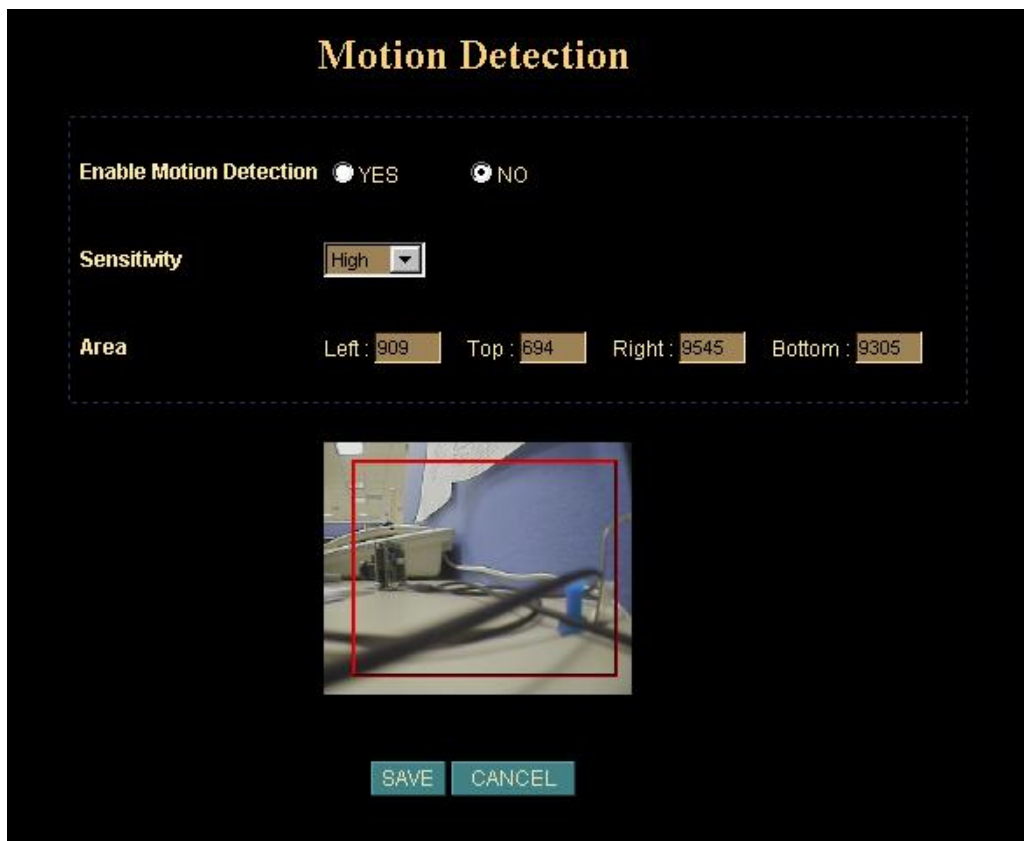 Motion Detection
Enable Motion Detection YES NO
Sensitivity High
Area Left : 909 Top : 694 Right : 9545 Bottom : 9305
SAVE CANCEL